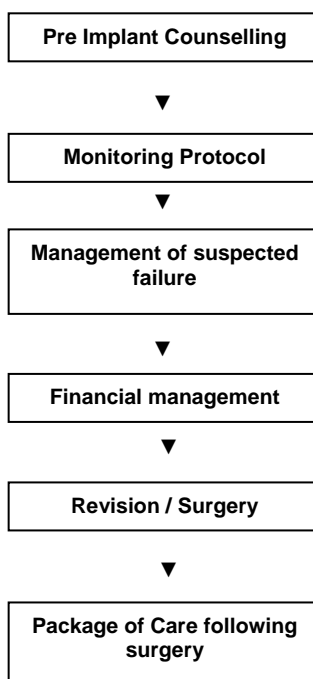 Pre Implant Counselling
Monitoring Protocol
Management of suspected
failure
Financial management
Revision / Surgery
Package of Care following
surgery